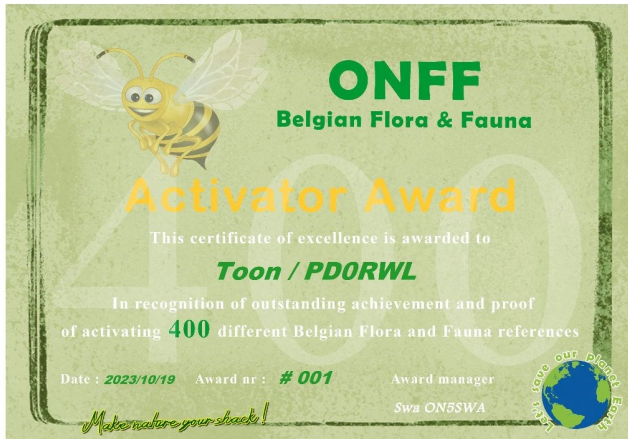 ONFF
Belgian Flora & Fauna
400
Activator Award
This certificate of excellence is awarded to
Toon / PD0RWL
In recognition of outstanding achievement and proof
of activating 400 different Belgian Flora and Fauna references
Date : 2023/10/19 Award nr : # 001 Award manager
Swa ON5SWA
Make nature your shack !
Let's save our planet Earth